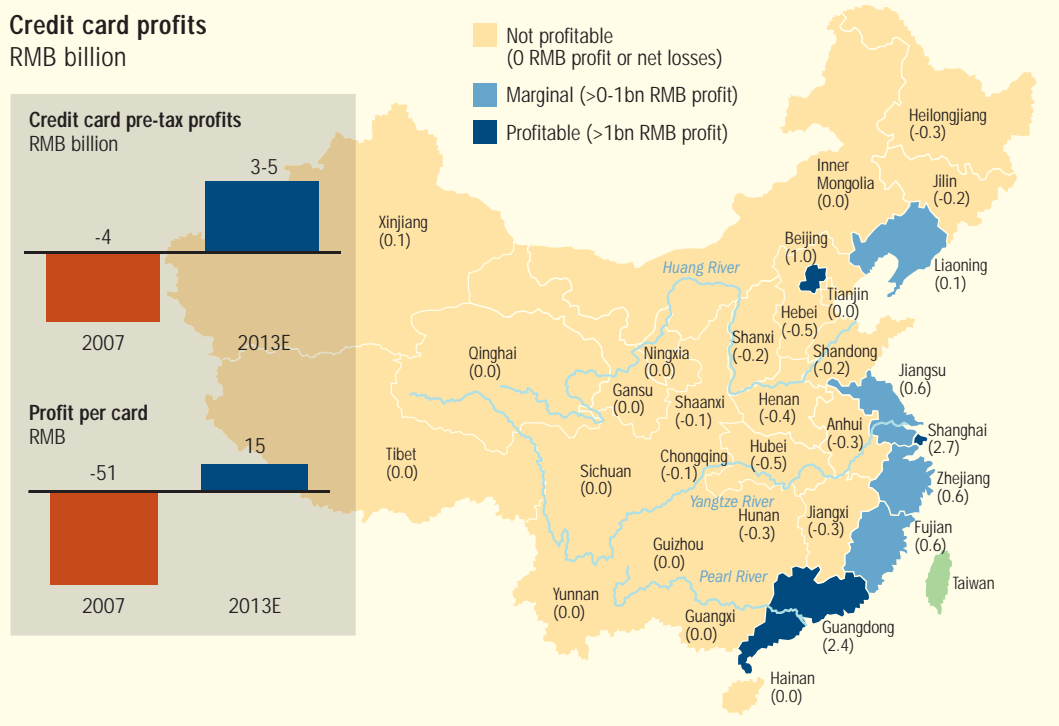 Credit card profits
RMB billion
Not profitable
(0 RMB profit or net losses)
Marginal (>0-1bn RMB profit)
Profitable (>1bn RMB profit)
Credit card pre-tax profits
RMB billion
3-5
-4
2007
2013E
Profit per card
RMB
15
-51
2007
2013E
Heilongjiang
(-0.3)
Inner
Mongolia
(0.0)
Jilin
(-0.2)
Xinjiang
(0.1)
Beijing
(1.0)
Liaoning
(0.1)
Huang River
Tianjin
(0.0)
Hebei
(-0.5)
Shanxi
(-0.2)
Shandong
(-0.2)
Qinghai
(0.0)
Ningxia
(0.0)
Jiangsu
(0.6)
Gansu
(0.0)
Shaanxi
(-0.1)
Henan
(-0.4)
Anhui
(-0.3)
Shanghai
(2.7)
Tibet
(0.0)
Sichuan
(0.0)
Chongqing
(-0.1)
Hubei
(-0.5)
Zhejiang
(0.6)
Yangtze River
Hunan
(-0.3)
Jiangxi
(-0.3)
Fujian
(0.6)
Guizhou
(0.0)
Pearl River
Taiwan
Yunnan
(0.0)
Guangxi
(0.0)
Guangdong
(2.4)
Hainan
(0.0)